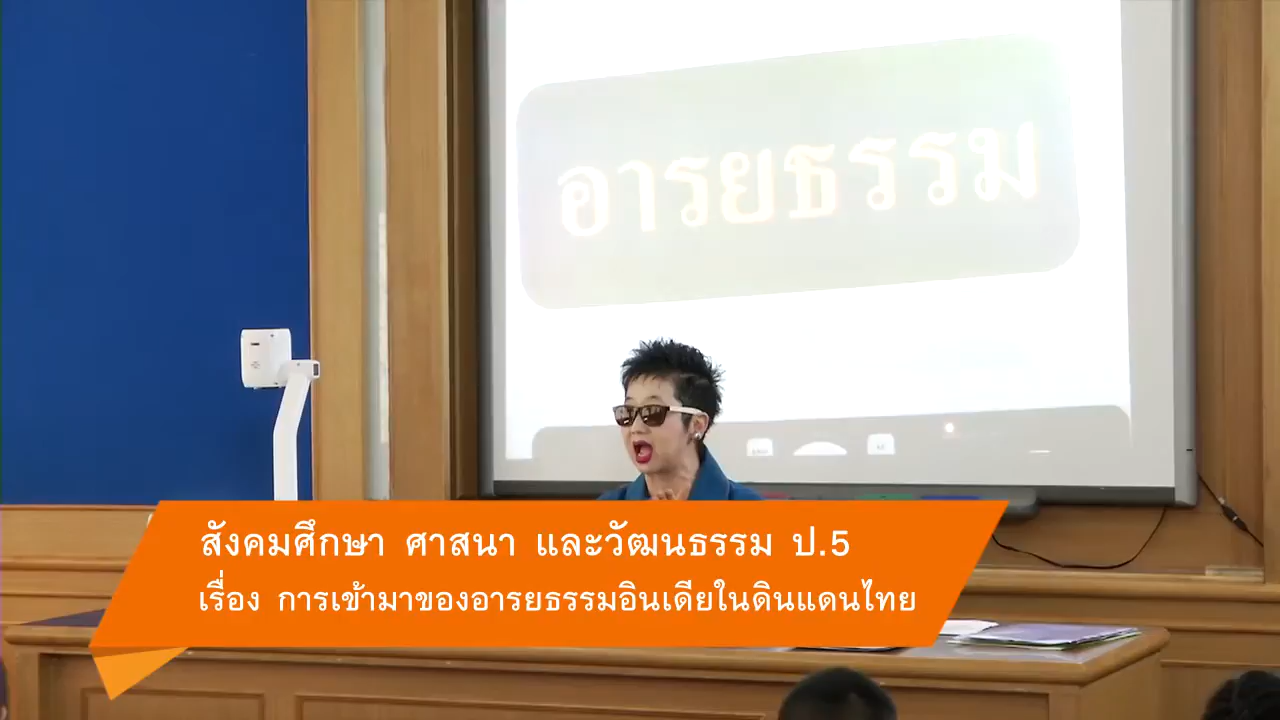 อารยธรรม
สังคมศึกษา ศาสนา และวัฒนธรรม ป.5
เรื่อง การเข้ามาของอารยธรรมอินเดียในดินแดนไทย